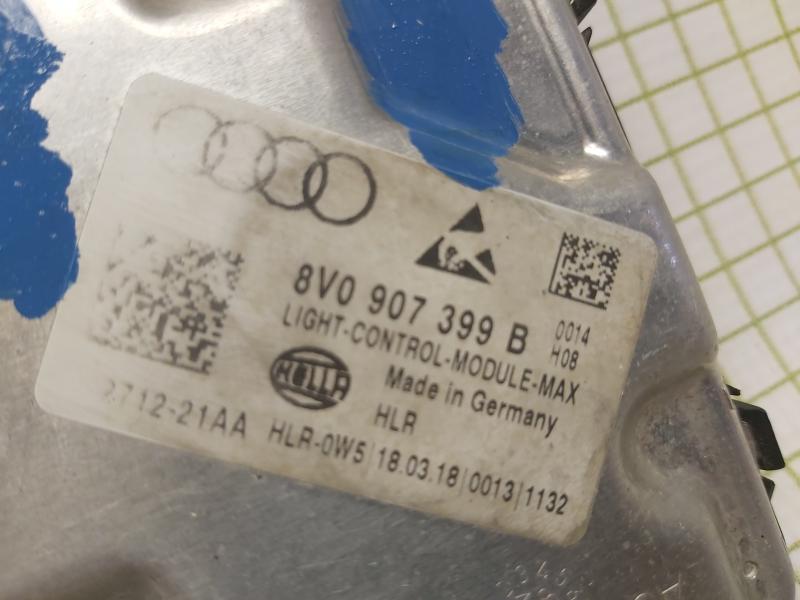 8V0 907 399 B
0014
H08
LIGHT-CONTROL-MODULE-MAX
HELLA
Made in Germany
HLR
712-21AA HLR-0W5|18.03.18|0013|1132